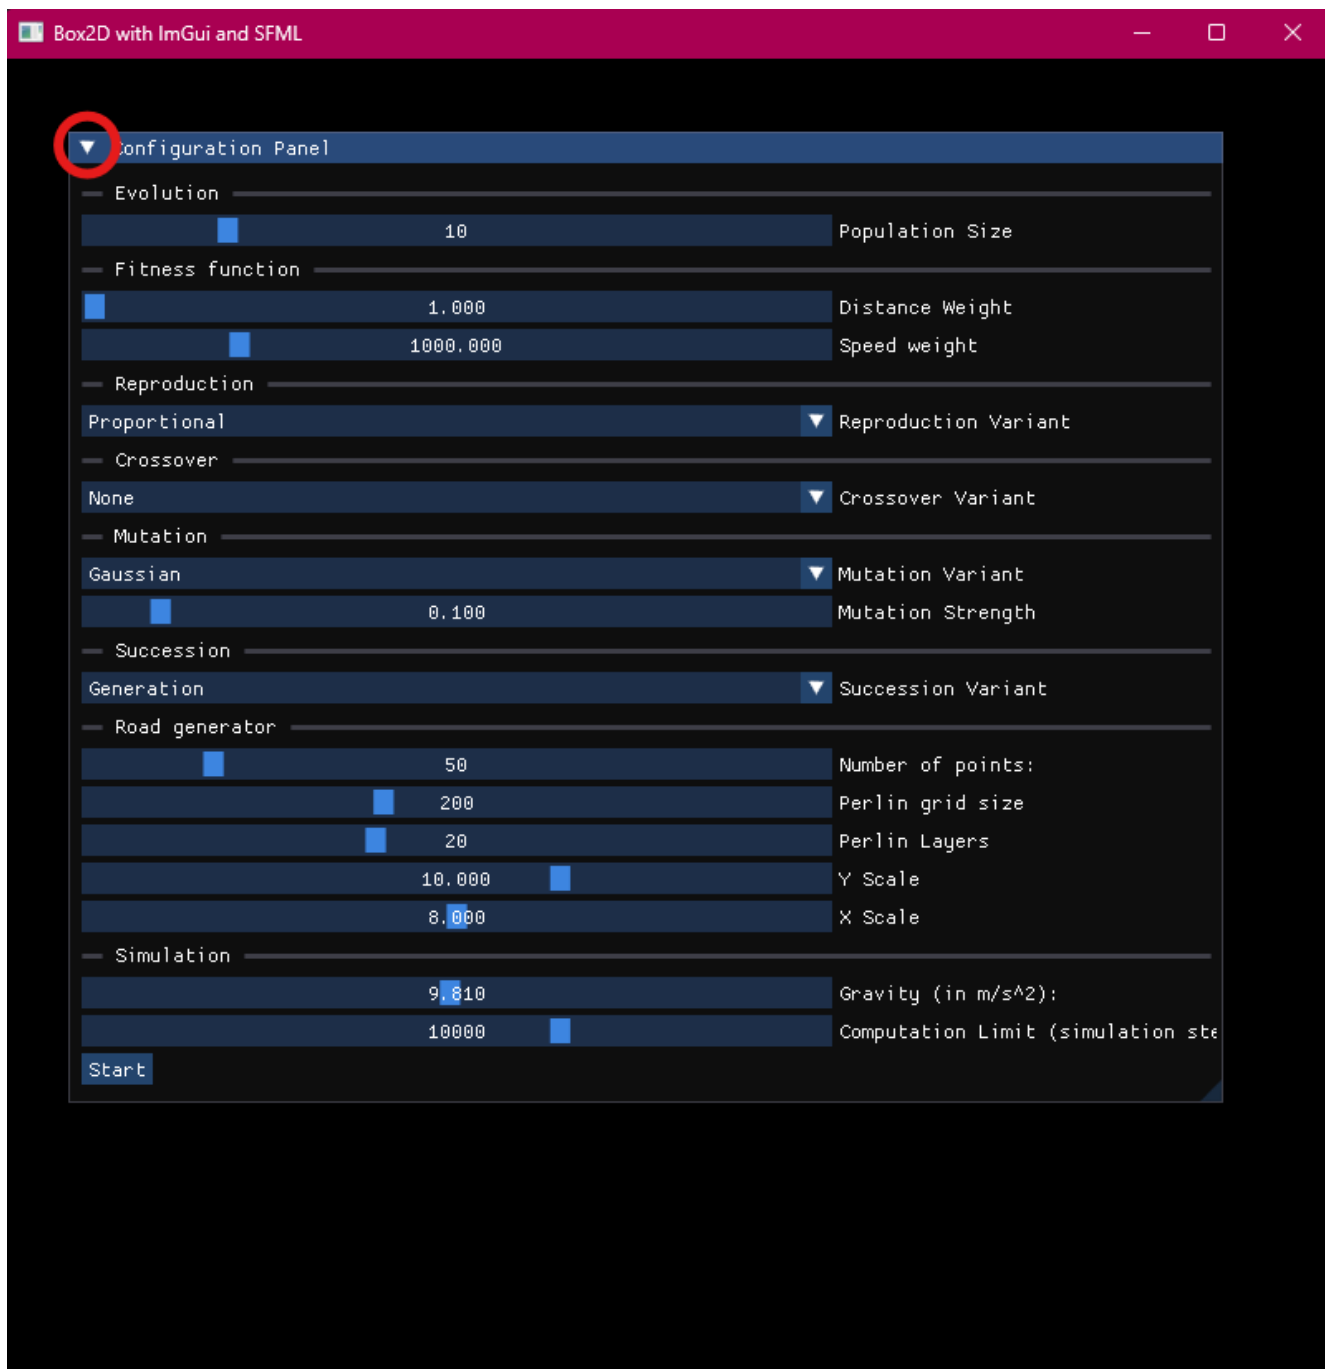 Box2D with ImGui and SFML
Configuration Panel
Evolution
10 Population Size
Fitness function
1.000 Distance Weight
1000.000 Speed weight
Reproduction
Proportional Reproduction Variant
Crossover
None Crossover Variant
Mutation
Gaussian Mutation Variant
0.100 Mutation Strength
Succession
Generation Succession Variant
Road generator
50 Number of points:
200 Perlin grid size
20 Perlin Layers
10.000 Y Scale
8.000 X Scale
Simulation
9.810 Gravity (in m/s^2):
10000 Computation Limit (simulation ste
Start